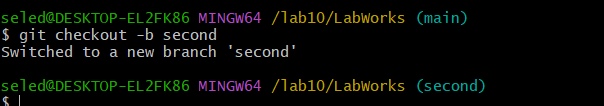 seled@DESKTOP-EL2FK86 MINGW64 /lab10/LabWorks (main)
$ git checkout -b second
Switched to a new branch 'second'
seled@DESKTOP-EL2FK86 MINGW64 /lab10/LabWorks (second)
$